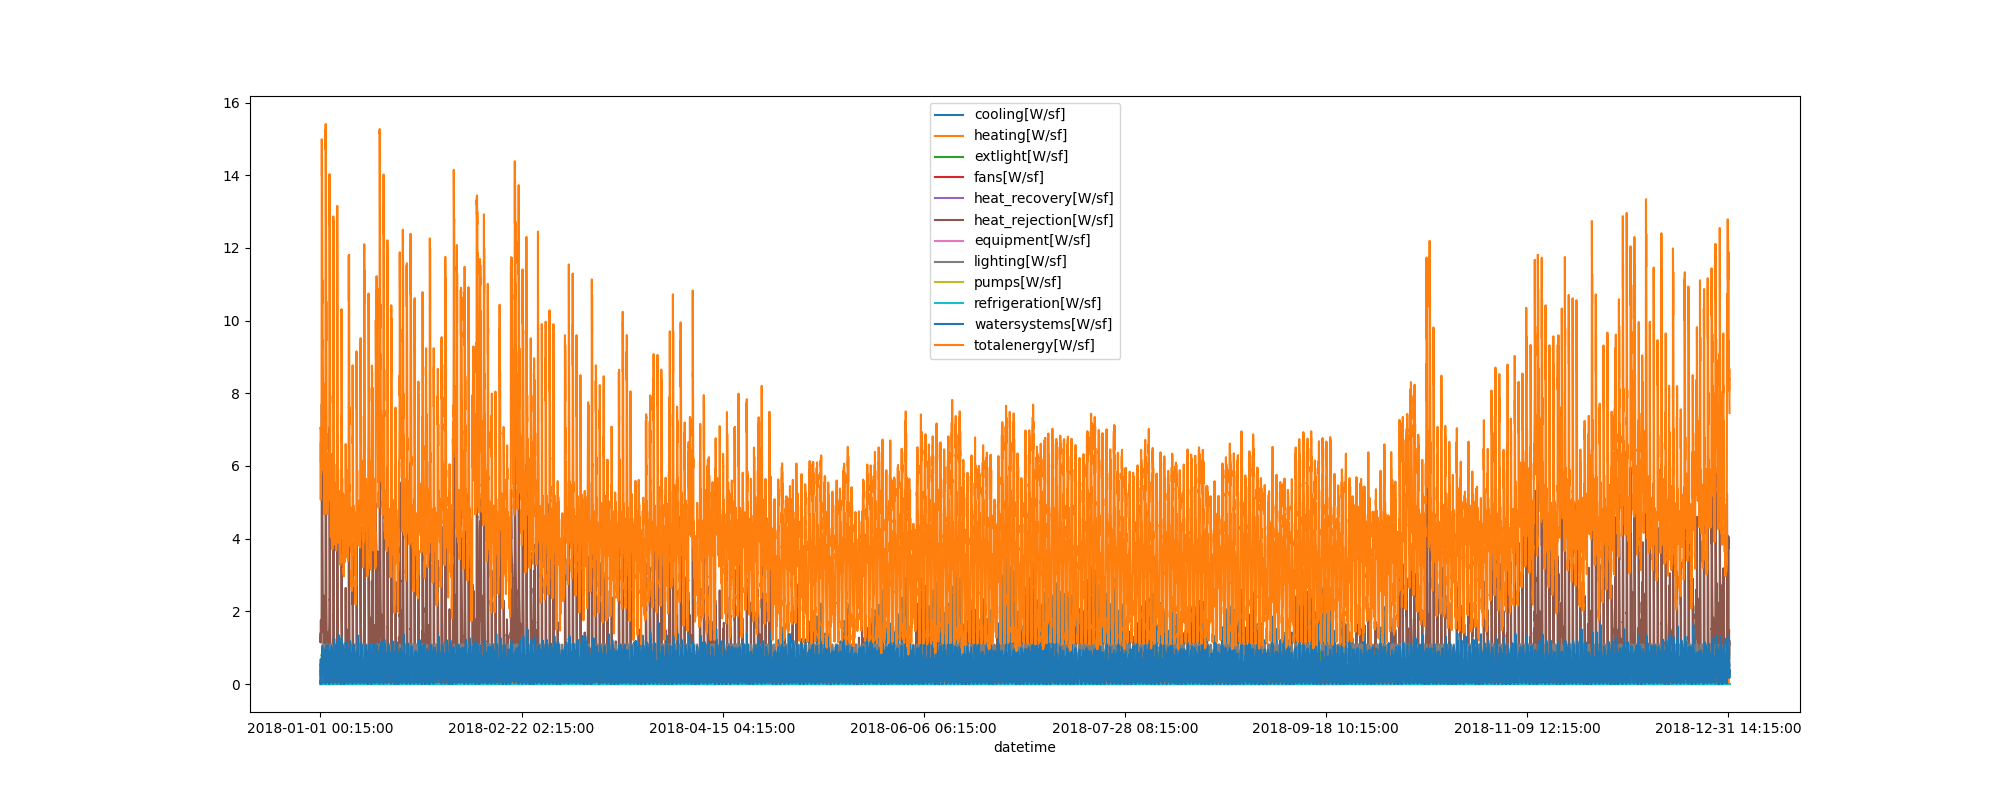 16
14
12
10
8
6
4
2
0
cooling[W/sf]
heating[W/sf]
extlight[W/sf]
fans[W/sf]
heat_recovery[W/sf]
heat_rejection[W/sf]
equipment[W/sf]
lighting[W/sf]
pumps[W/sf]
refrigeration[W/sf]
watersystems[W/sf]
totalenergy[W/sf]
2018-01-01 00:15:00 2018-02-22 02:15:00 2018-04-15 04:15:00 2018-06-06 06:15:00 2018-07-28 08:15:00 2018-09-18 10:15:00 2018-11-09 12:15:00 2018-12-31 14:15:00
datetime